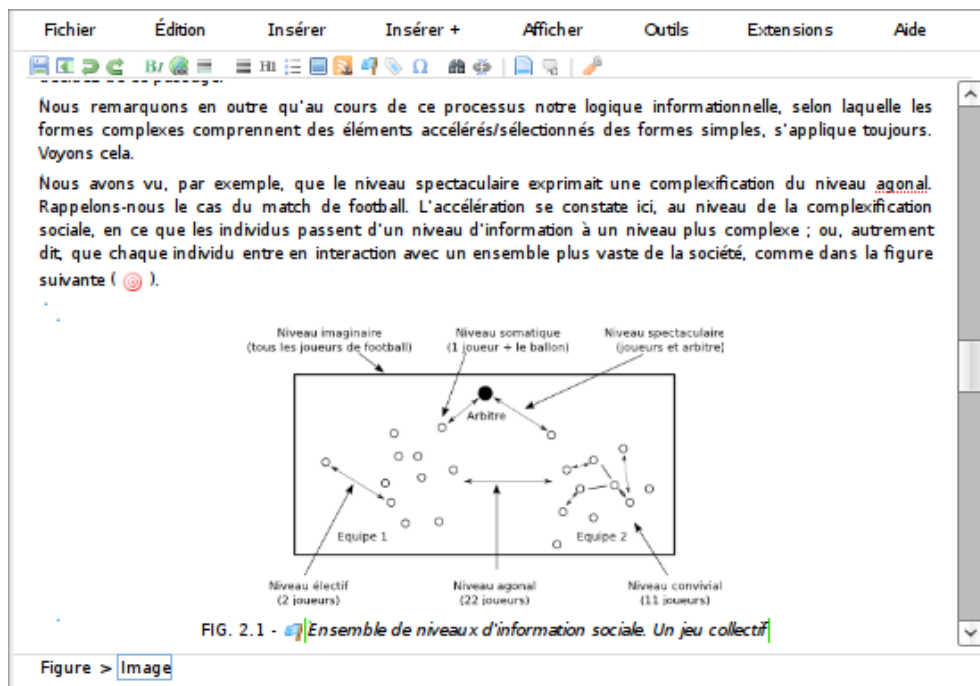 Fichier Édition Insérer Insérer + Afficher Outils Extensions Aide
B/ H1 Ω
Nous remarquons en outre qu'au cours de ce processus notre logique informationnelle, selon laquelle les
formes complexes comprennent des éléments accélérés/sélectionnés des formes simples, s'applique toujours.
Voyons cela.
Nous avons vu, par exemple, que le niveau spectaculaire exprimait une complexification du niveau agonal.
Rappelons-nous le cas du match de football. L'accélération se constate ici, au niveau de la complexification
sociale, en ce que les individus passent d'un niveau d'information à un niveau plus complexe ; ou, autrement
dit, que chaque individu entre en interaction avec un ensemble plus vaste de la société, comme dans la figure
suivante ( ).
Niveau imaginaire
(tous les joueurs de football)
Niveau somatique
(1 joueur + le ballon)
Niveau spectaculaire
(joueurs et arbitre)
Arbitre
Equipe 1
Equipe 2
Niveau électif
(2 joueurs)
Niveau agonal
(22 joueurs)
Niveau convivial
(11 joueurs)
FIG. 2.1 - Ensemble de niveaux d'information sociale. Un jeu collectif
Figure > Image